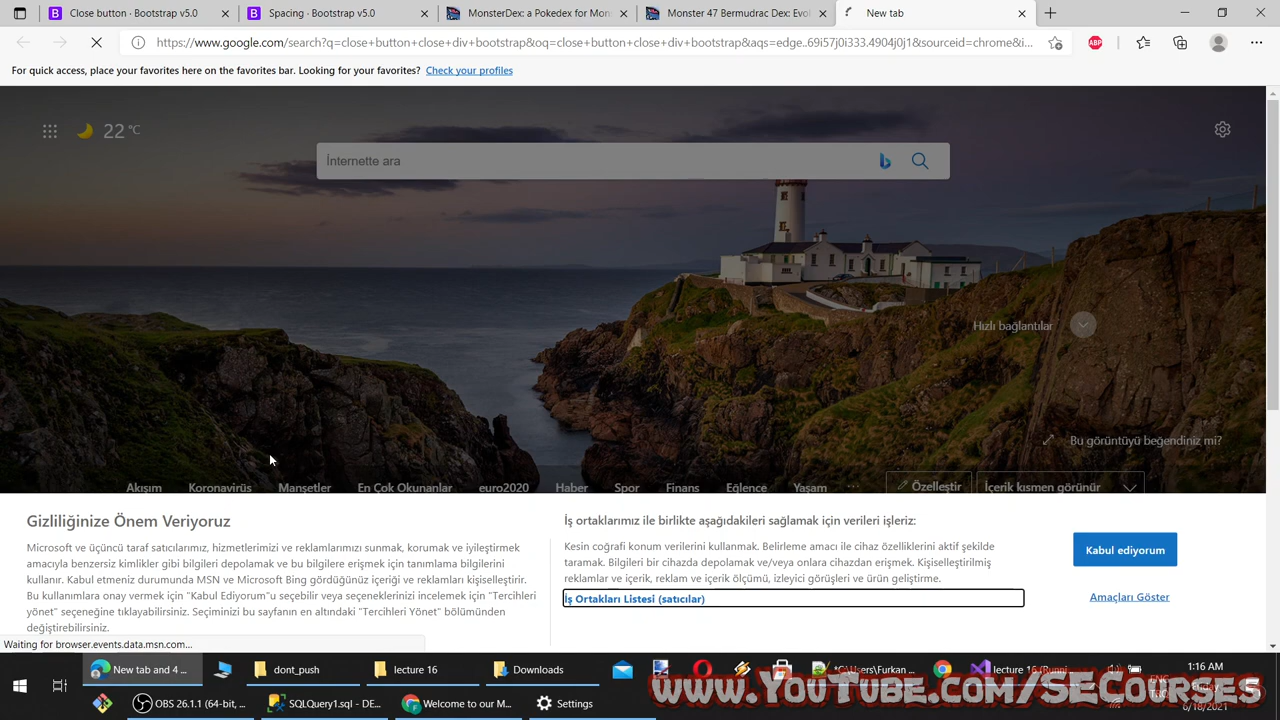 Close button · Bootstrap v5.0
Spacing · Bootstrap v5.0
MonsterDex: a Pokedex for Mon
Monster 47 Bermudrac Dex: Evol
New tab
https://www.google.com/search?q=close+button+close+div+bootstrap&oq=close+button+close+div+bootstrap&aqs=edge..69i57j0i333.4904j0j1&sourceid=chrome&i...
ABP
For quick access, place your favorites here on the favorites bar. Looking for your favorites? Check your profiles
22 °C
İnternette ara
Hızlı bağlantılar
Bu görüntüyü beğendiniz mi?
Akışım Koronavirüs Manşetler En Çok Okunanlar euro2020 Haber Spor Finans Eğlence Yaşam ...
Özelleştir
İçerik kısmen görünür
Gizliliğinize Önem Veriyoruz
Microsoft ve üçüncü taraf satıcılarımız, hizmetlerimizi ve reklamlarımızı sunmak, korumak ve iyileştirmek
amacıyla benzersiz kimlikler gibi bilgileri depolamak ve bu bilgilere erişmek için tanımlama bilgilerini
kullanır. Kabul etmeniz durumunda MSN ve Microsoft Bing gördüğünüz içeriği ve reklamları kişiselleştirir.
Bu kullanımlara onay vermek için "Kabul Ediyorum"u seçebilir veya seçeneklerinizi incelemek için "Tercihleri
yönet" seçeneğine tıklayabilirsiniz. Seçiminizi bu sayfanın en altındaki "Tercihleri Yönet" bölümünden
değiştirebilirsiniz.
İş ortaklarımız ile birlikte aşağıdakileri sağlamak için verileri işleriz:
Kesin coğrafi konum verilerini kullanmak. Belirleme amacı ile cihaz özelliklerini aktif şekilde
taramak. Bilgileri bir cihazda depolamak ve/veya onlara cihazdan erişmek. Kişiselleştirilmiş
reklamlar ve içerik, reklam ve içerik ölçümü, izleyici görüşleri ve ürün geliştirme.
İş Ortakları Listesi (satıcılar)
Kabul ediyorum
Amaçları Göster
Waiting for browser.events.data.msn.com...
New tab and 4 ...
dont_push
lecture 16
Downloads
*C:\Users\Furkan ...
lecture 16 (Runni...
1:16 AM
ENG
Friday
6/18/2021
OBS 26.1.1 (64-bit, ...
SQLQuery1.sql - DE...
Welcome to our M...
Settings
www.YouTube.com/SECourses